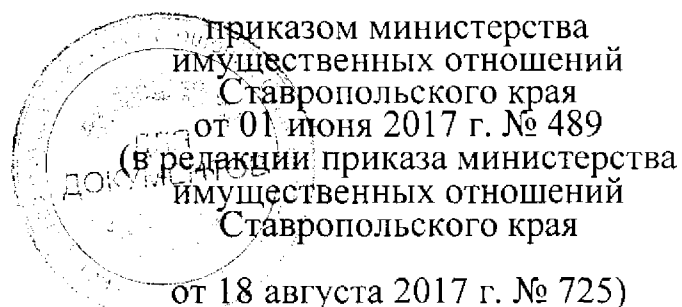 приказом министерства
имущественных отношений
Ставропольского края
от 01 июня 2017 г. № 489
(в редакции приказа министерства
ДОКУМЕНТОВ
имущественных отношений
Ставропольского края
от 18 августа 2017 г. № 725)